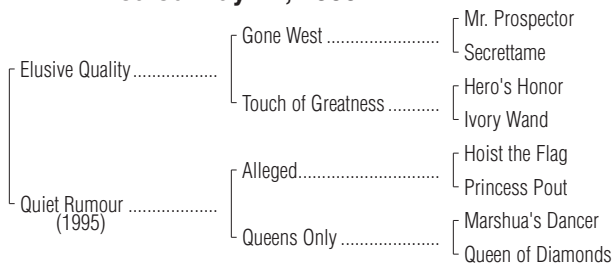 Mr. Prospector
Gone West
Secrettame
Elusive Quality
Hero's Honor
Touch of Greatness
Ivory Wand
Hoist the Flag
Alleged
Princess Pout
Quiet Rumour
(1995)
Marshua's Dancer
Queens Only
Queen of Diamonds